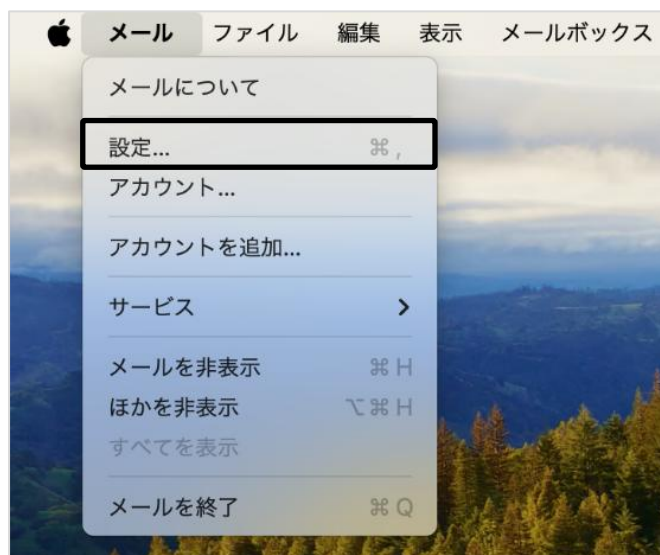 メール ファイル 編集 表示 メールボックス
メールについて
設定... ⌘ ,
アカウント...
アカウントを追加...
サービス
メールを非表示 ⌘ H
ほかを非表示 ⌥ ⌘ H
すべてを表示
メールを終了 ⌘ Q